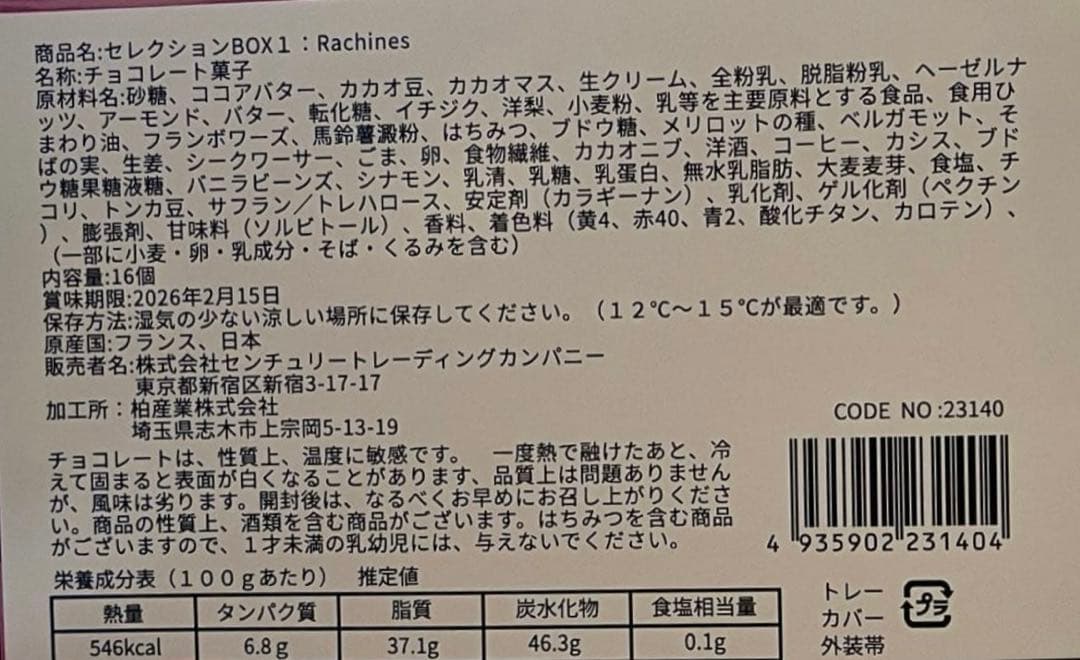 商品名:セレクションBOX１：Rachines
名称:チョコレート菓子
原材料名:砂糖、ココアバター、カカオ豆、カカオマス、生クリーム、全粉乳、脱脂粉乳、ヘーゼルナ
ッツ、アーモンド、バター、転化糖、イチジク、洋梨、小麦粉、乳等を主要原料とする食品、食用ひ
まわり油、フランボワーズ、馬鈴薯澱粉、はちみつ、ブドウ糖、メリロットの種、ベルガモット、そ
ばの実、生姜、シークワーサー、ごま、卵、食物繊維、カカオニブ、洋酒、コーヒー、カシス、ブド
ウ糖果糖液糖、バニラビーンズ、シナモン、乳清、乳糖、乳蛋白、無水乳脂肪、大麦麦芽、食塩、チ
コリ、トンカ豆、サフラン／トレハロース、安定剤（カラギーナン）、乳化剤、ゲル化剤（ペクチン
）、膨張剤、甘味料（ソルビトール）、香料、着色料（黄4、赤40、青2、酸化チタン、カロテン）、
（一部に小麦・卵・乳成分・そば・くるみを含む）
内容量:16個
賞味期限:2026年2月15日
保存方法:湿気の少ない涼しい場所に保存してください。（１２℃〜１５℃が最適です。）
原産国:フランス、日本
販売者名:株式会社センチュリートレーディングカンパニー
東京都新宿区新宿3-17-17
加工所：柏産業株式会社
埼玉県志木市上宗岡5-13-19
CODE NO:23140
チョコレートは、性質上、温度に敏感です。　一度熱で融けたあと、冷
えて固まると表面が白くなることがあります、品質上は問題ありません
が、風味は劣ります。開封後は、なるべくお早めにお召し上がりくださ
い。商品の性質上、酒類を含む商品がございます。はちみつを含む商品
がございますので、１才未満の乳幼児には、与えないでください。
4 935902 231404
栄養成分表（１００ｇあたり）　推定値
熱量 タンパク質 脂質 炭水化物 食塩相当量
546kcal 6.8ｇ 37.1g 46.3g 0.1g
トレー
カバー
外装帯
プラ